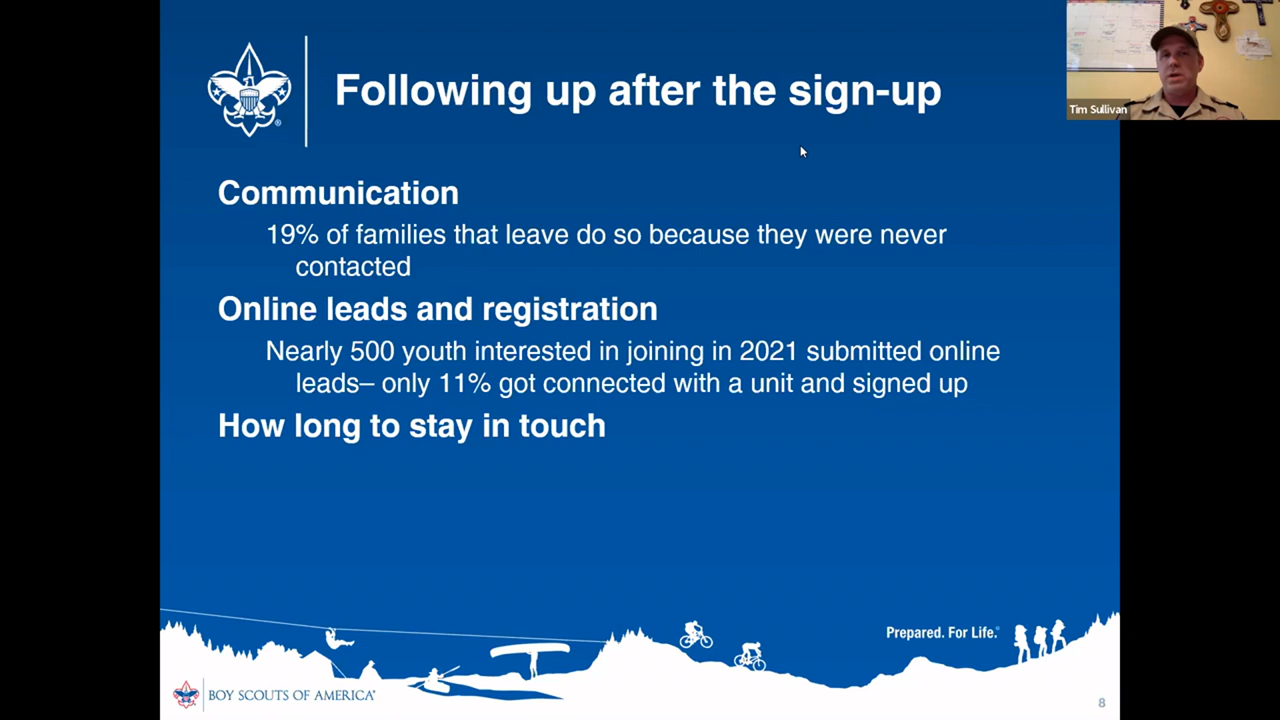 Following up after the sign-up
Tim Sullivan
Communication
19% of families that leave do so because they were never
contacted
Online leads and registration
Nearly 500 youth interested in joining in 2021 submitted online
leads– only 11% got connected with a unit and signed up
How long to stay in touch
Prepared. For Life.®
BOY SCOUTS OF AMERICA®
8